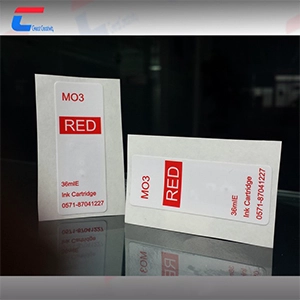 MO3
RED
36mlE
Ink Cartridge
0571-87041227
MO3
RED
36mlE
Ink Cartridge
0571-87041227